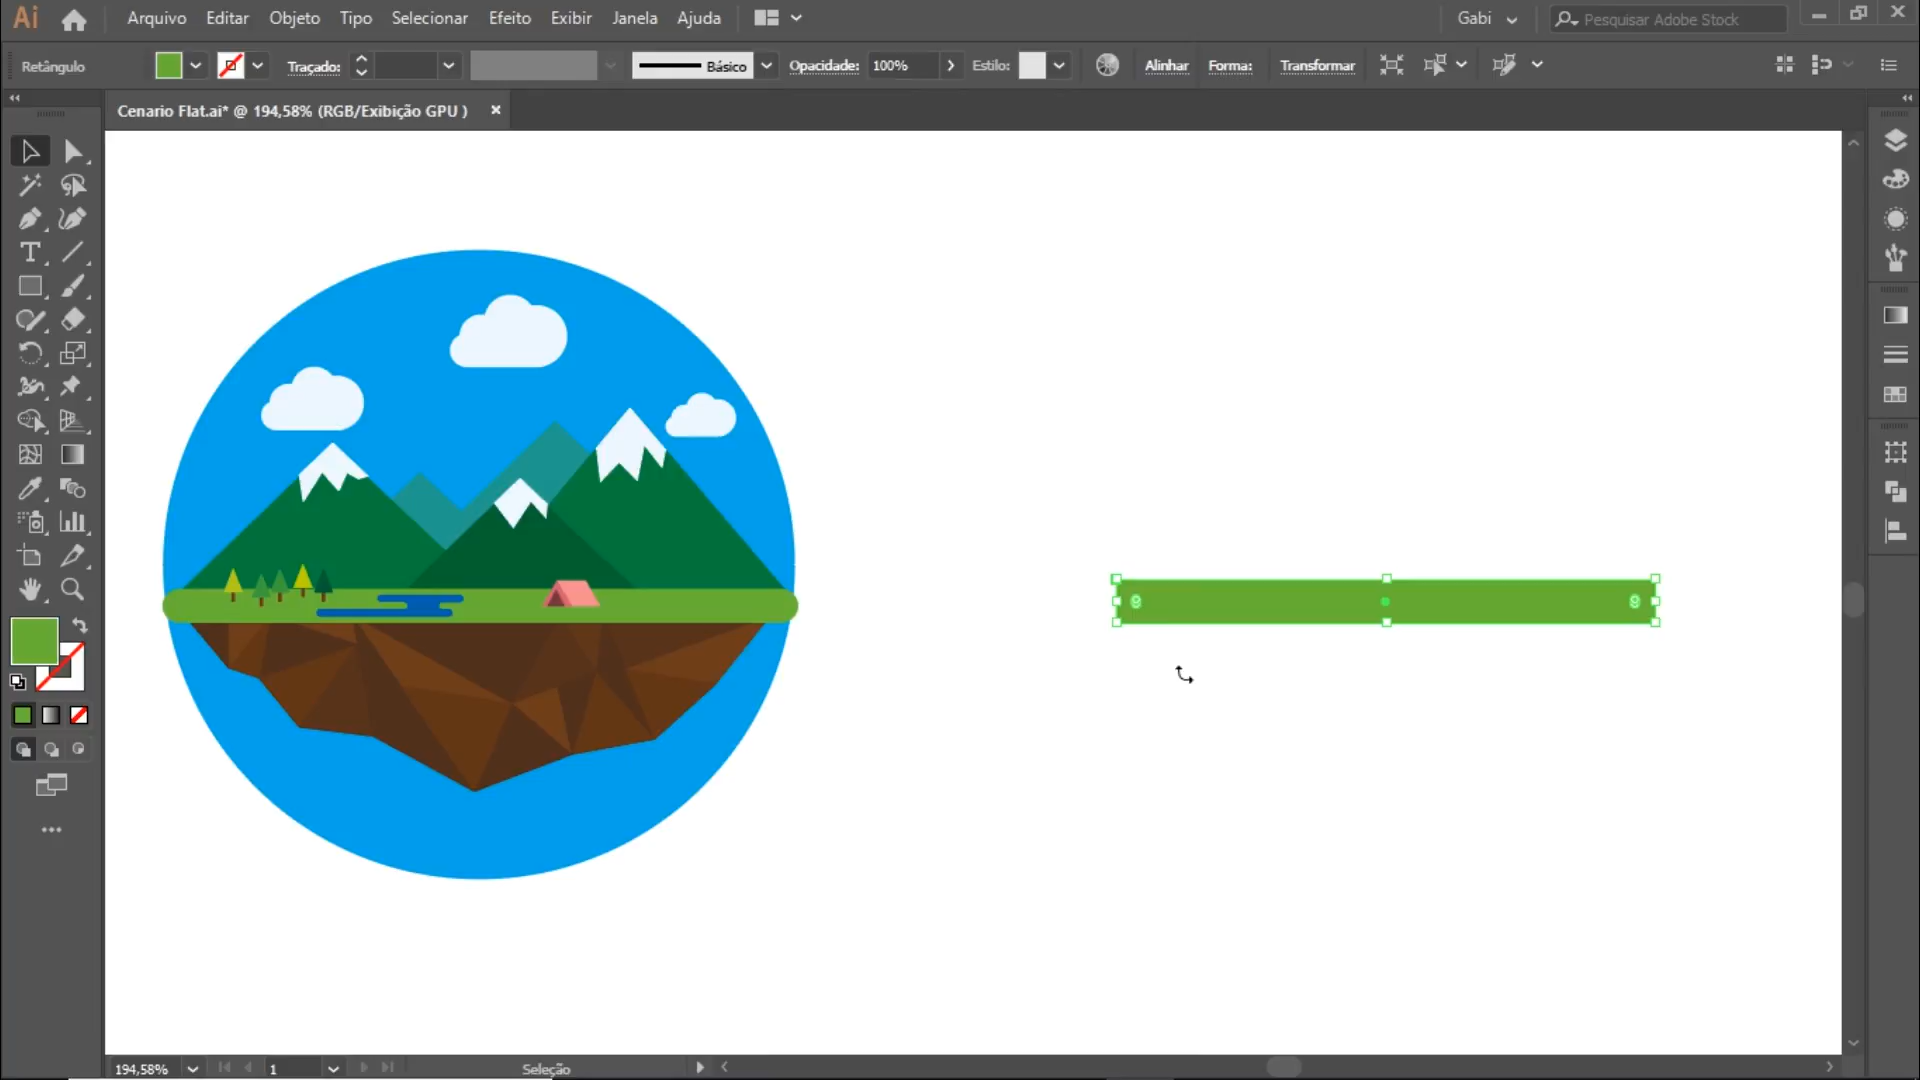 Ai Arquivo Editar Objeto Tipo Selecionar Efeito Exibir Janela Ajuda Gabi Pesquisar Adobe Stock
Retângulo Traçado: Básico Opacidade: 100% Estilo: Alinhar Forma: Transformar
Cenario Flat.ai* @ 194,58% (RGB/Exibição GPU )
194,58% 1 Seleção